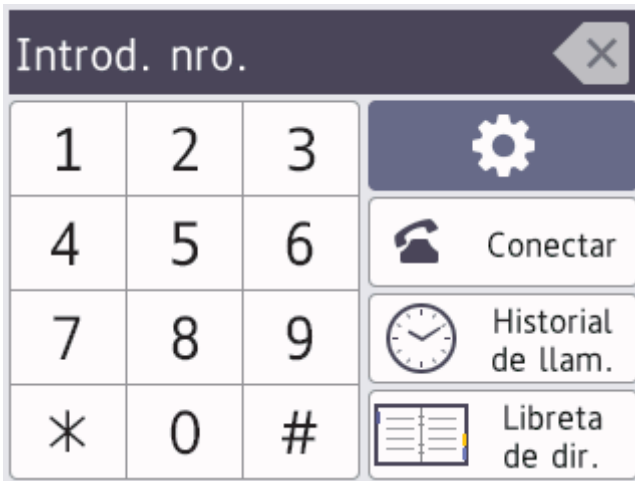 Introd. nro.
1 2 3
4 5 6
Conectar
7 8 9
Historial
de llam.
* 0 #
Libreta
de dir.